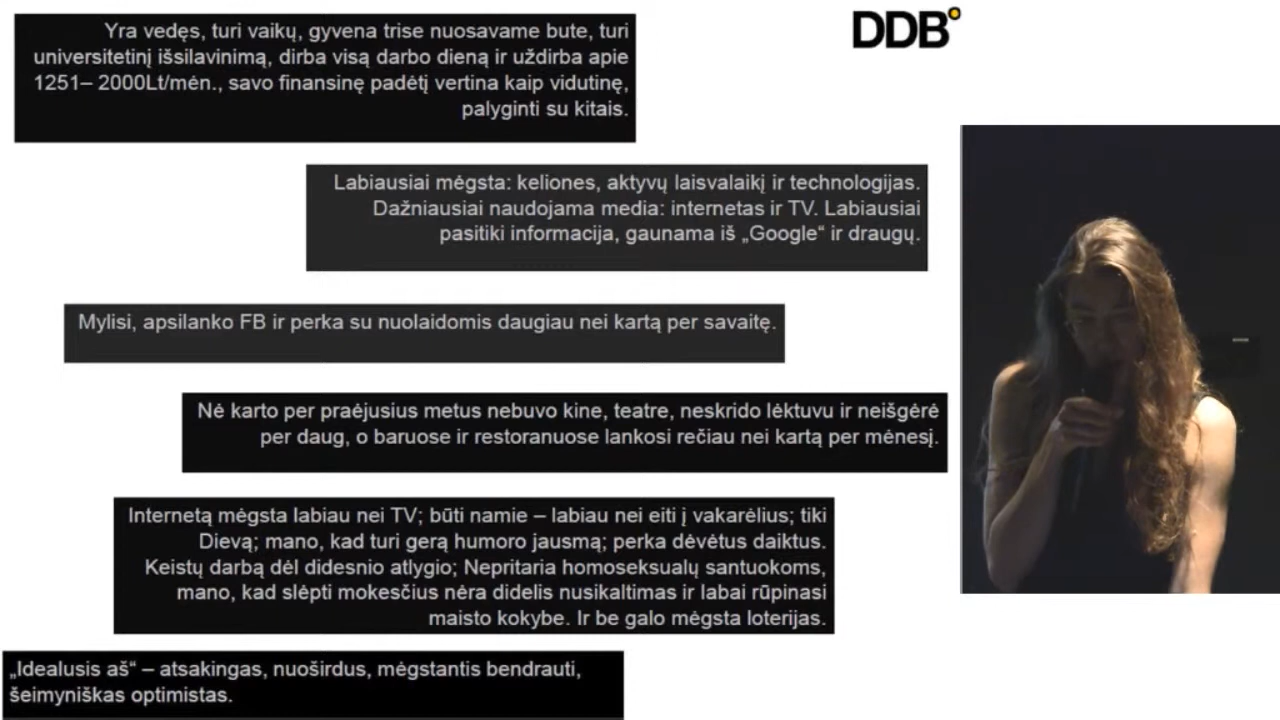 DDB
Yra vedęs, turi vaikų, gyvena trise nuosavame bute, turi
universitetinį išsilavinimą, dirba visą darbo dieną ir uždirba apie
1251– 2000Lt/mėn., savo finansinę padėtį vertina kaip vidutinę,
palyginti su kitais.
Labiausiai mėgsta: keliones, aktyvų laisvalaikį ir technologijas.
Dažniausiai naudojama media: internetas ir TV. Labiausiai
pasitiki informacija, gaunama iš „Google“ ir draugų.
Mylisi, apsilanko FB ir perka su nuolaidomis daugiau nei kartą per savaitę.
Nė karto per praėjusius metus nebuvo kine, teatre, neskrido lėktuvu ir neišgėrė
per daug, o baruose ir restoranuose lankosi rečiau nei kartą per mėnesį.
Internetą mėgsta labiau nei TV; būti namie – labiau nei eiti į vakarėlius; tiki
Dievą; mano, kad turi gerą humoro jausmą; perka dėvėtus daiktus.
Keistų darbą dėl didesnio atlygio; Nepritaria homoseksualų santuokoms,
mano, kad slėpti mokesčius nėra didelis nusikaltimas ir labai rūpinasi
maisto kokybe. Ir be galo mėgsta loterijas.
„Idealusis aš“ – atsakingas, nuoširdus, mėgstantis bendrauti,
šeimyniškas optimistas.